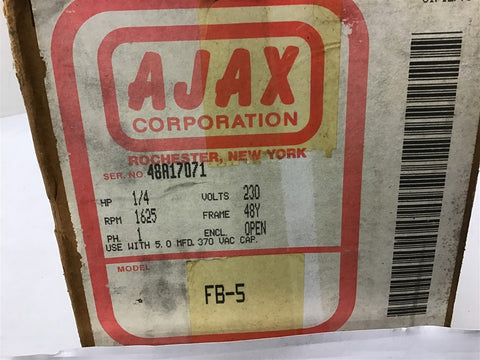 AJAX
CORPORATION
ROCHESTER, NEW YORK
SER. NO. 48A17071
HP 1/4 VOLTS 230
RPM 1625 FRAME 48Y
PH. 1 ENCL. OPEN
USE WITH 5.0 MFD. 370 VAC CAP.
MODEL
FB-5